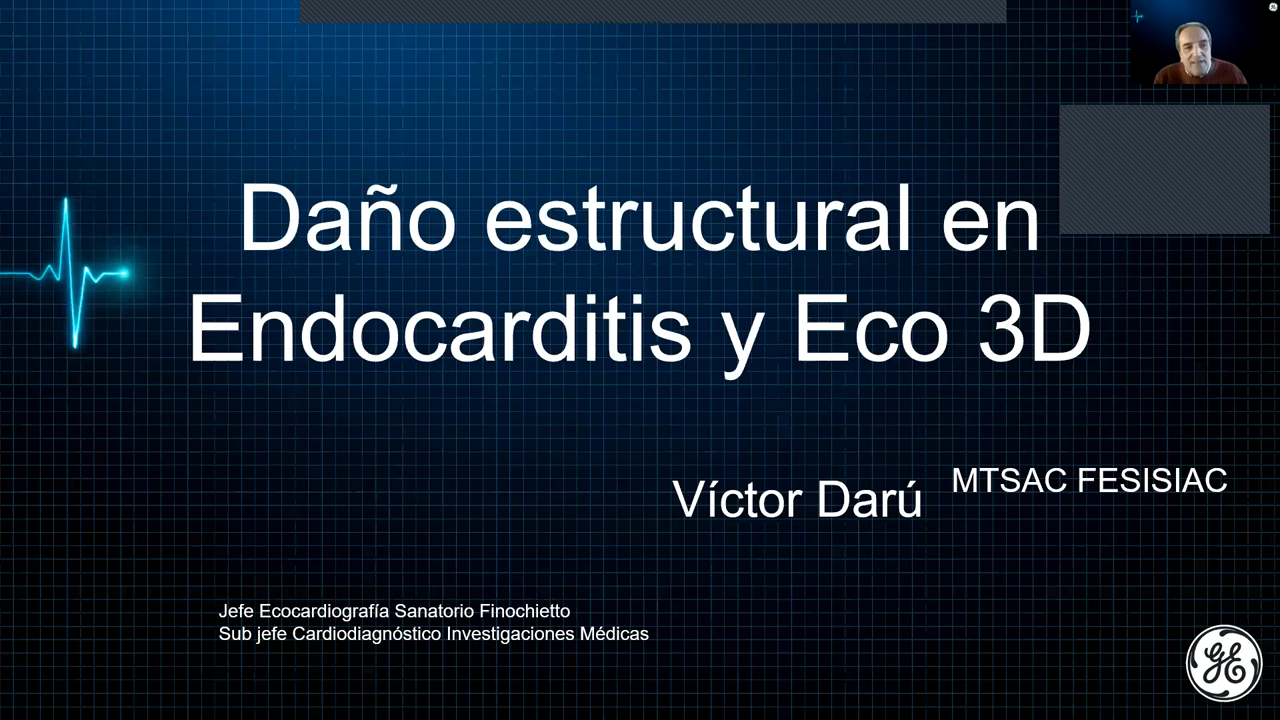 Daño estructural en
Endocarditis y Eco 3D
Víctor Darú
MTSAC FESISIAC
Jefe Ecocardiografía Sanatorio Finochietto
Sub jefe Cardiodiagnóstico Investigaciones Médicas
GE